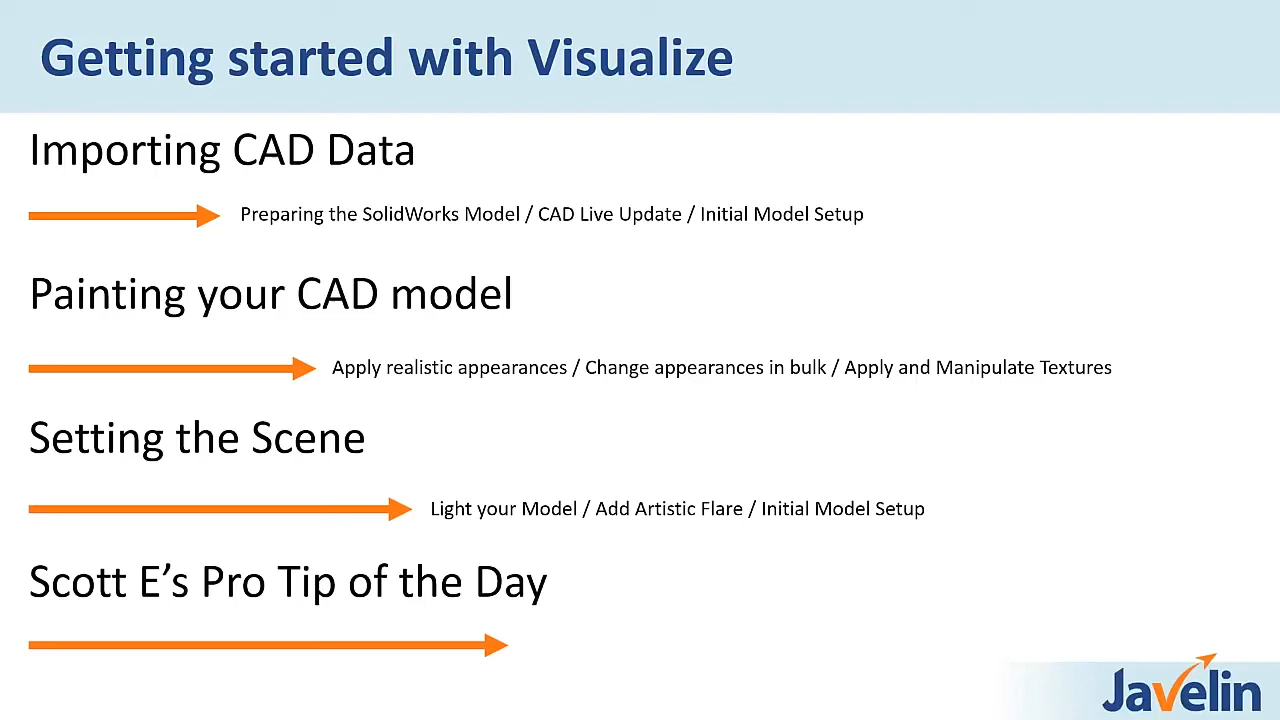 Getting started with Visualize
Importing CAD Data
Preparing the SolidWorks Model / CAD Live Update / Initial Model Setup
Painting your CAD model
Apply realistic appearances / Change appearances in bulk / Apply and Manipulate Textures
Setting the Scene
Light your Model / Add Artistic Flare / Initial Model Setup
Scott E’s Pro Tip of the Day
Javelin